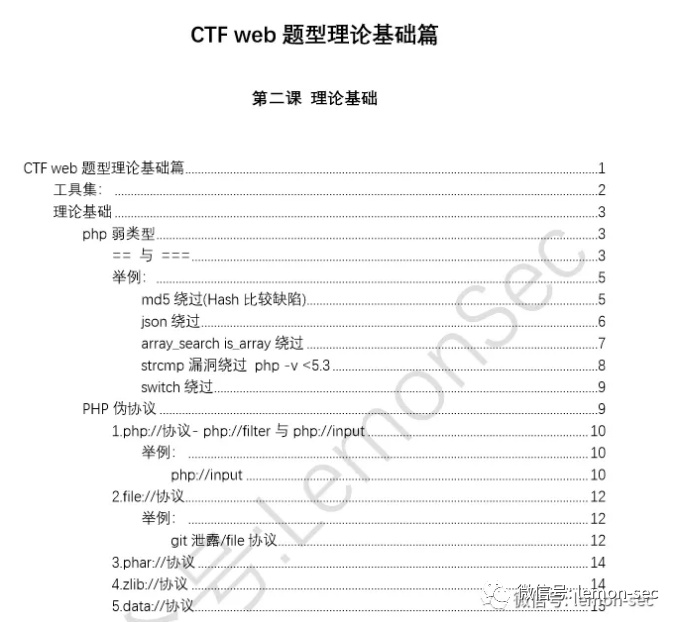 CTF web 题型理论基础篇
第二课 理论基础
CTF web 题型理论基础篇 1
工具集： 2
理论基础 3
php 弱类型 3
== 与 === 3
举例： 5
md5 绕过(Hash 比较缺陷) 5
json 绕过 6
array_search is_array 绕过 7
strcmp 漏洞绕过 php -v <5.3 8
switch 绕过 9
PHP 伪协议 9
1.php://协议- php://filter 与 php://input 10
举例： 10
php://input 10
2.file://协议 12
举例： 12
git 泄露/file 协议 12
3.phar://协议 14
4.zlib://协议 14
5.data://协议 15
号:LemonSec
微信号: lemon-sec